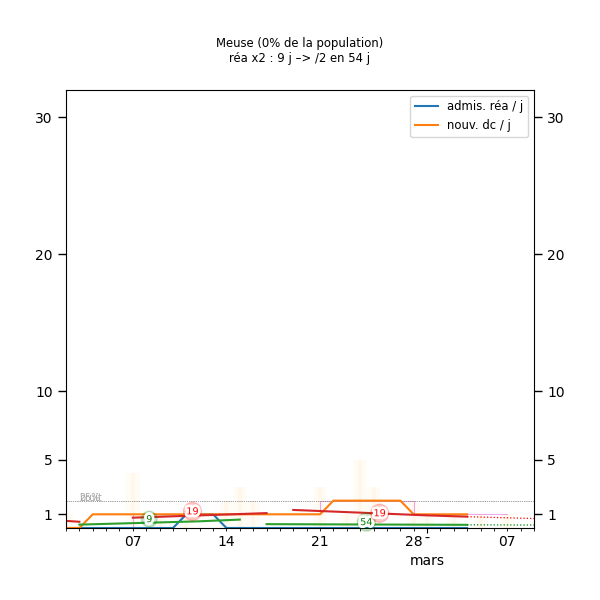 Meuse (0% de la population)
réa x2 : 9 j –> /2 en 54 j
admis. réa / j
nouv. dc / j
30 30
20 20
10 10
5 5
1 1
19
9
19
54
07 14 21 28 07
mars